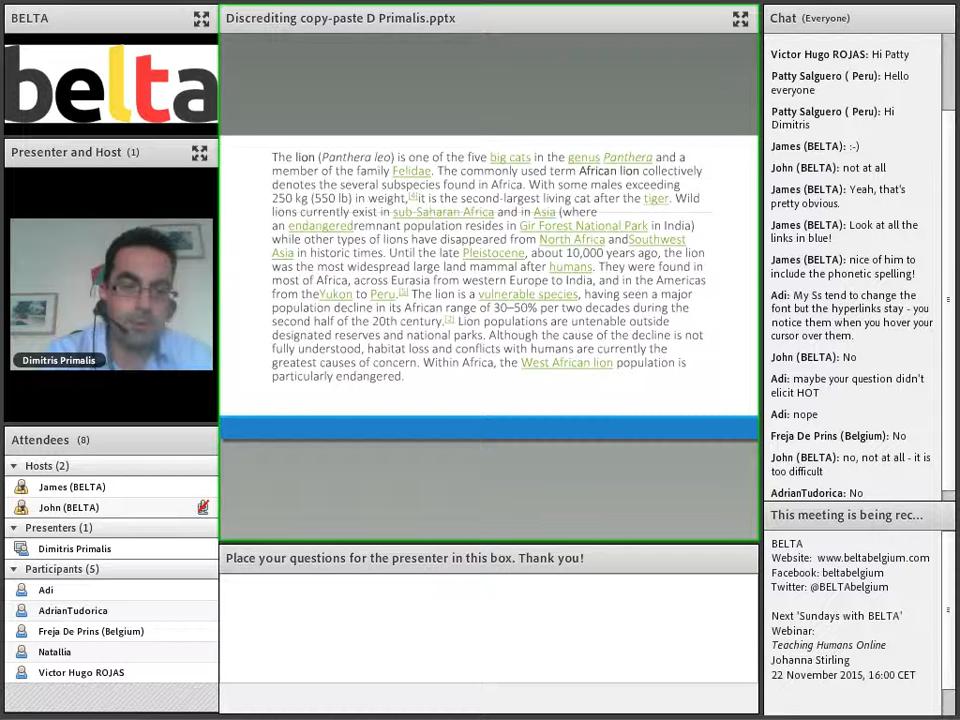 BELTA
belta
Presenter and Host (1)
Dimitris Primalis
Attendees (8)
Hosts (2)
James (BELTA)
John (BELTA)
Presenters (1)
Dimitris Primalis
Participants (5)
Adi
AdrianTudorica
Freja De Prins (Belgium)
Natallia
Victor Hugo ROJAS
Discrediting copy-paste D Primalis.pptx
The lion (Panthera leo) is one of the five big cats in the genus Panthera and a
member of the family Felidae. The commonly used term African lion collectively
denotes the several subspecies found in Africa. With some males exceeding
250 kg (550 lb) in weight,[4]it is the second-largest living cat after the tiger. Wild
lions currently exist in sub-Saharan Africa and in Asia (where
an endangeredremnant population resides in Gir Forest National Park in India)
while other types of lions have disappeared from North Africa andSouthwest
Asia in historic times. Until the late Pleistocene, about 10,000 years ago, the lion
was the most widespread large land mammal after humans. They were found in
most of Africa, across Eurasia from western Europe to India, and in the Americas
from theYukon to Peru.[5] The lion is a vulnerable species, having seen a major
population decline in its African range of 30–50% per two decades during the
second half of the 20th century.[2] Lion populations are untenable outside
designated reserves and national parks. Although the cause of the decline is not
fully understood, habitat loss and conflicts with humans are currently the
greatest causes of concern. Within Africa, the West African lion population is
particularly endangered.
Place your questions for the presenter in this box. Thank you!
Chat (Everyone)
Victor Hugo ROJAS: Hi Patty
Patty Salguero ( Peru): Hello
everyone
Patty Salguero ( Peru): Hi
Dimitris
James (BELTA): :-)
John (BELTA): not at all
James (BELTA): Yeah, that's
pretty obvious.
James (BELTA): Look at all the
links in blue!
James (BELTA): nice of him to
include the phonetic spelling!
Adi: My Ss tend to change the
font but the hyperlinks stay - you
notice them when you hover your
cursor over them.
John (BELTA): No
Adi: maybe your question didn't
elicit HOT
Adi: nope
Freja De Prins (Belgium): No
John (BELTA): no, not at all - it is
too difficult
AdrianTudorica: No
This meeting is being rec...
BELTA
Website: www.beltabelgium.com
Facebook: beltabelgium
Twitter: @BELTAbelgium
Next 'Sundays with BELTA'
Webinar:
Teaching Humans Online
Johanna Stirling
22 November 2015, 16:00 CET